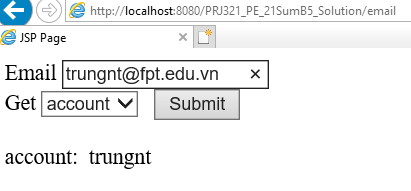 http://localhost:8080/PRJ321_PE_21SumB5_Solution/email
JSP Page
Email trungnt@fpt.edu.vn
Get account Submit
account: trungnt